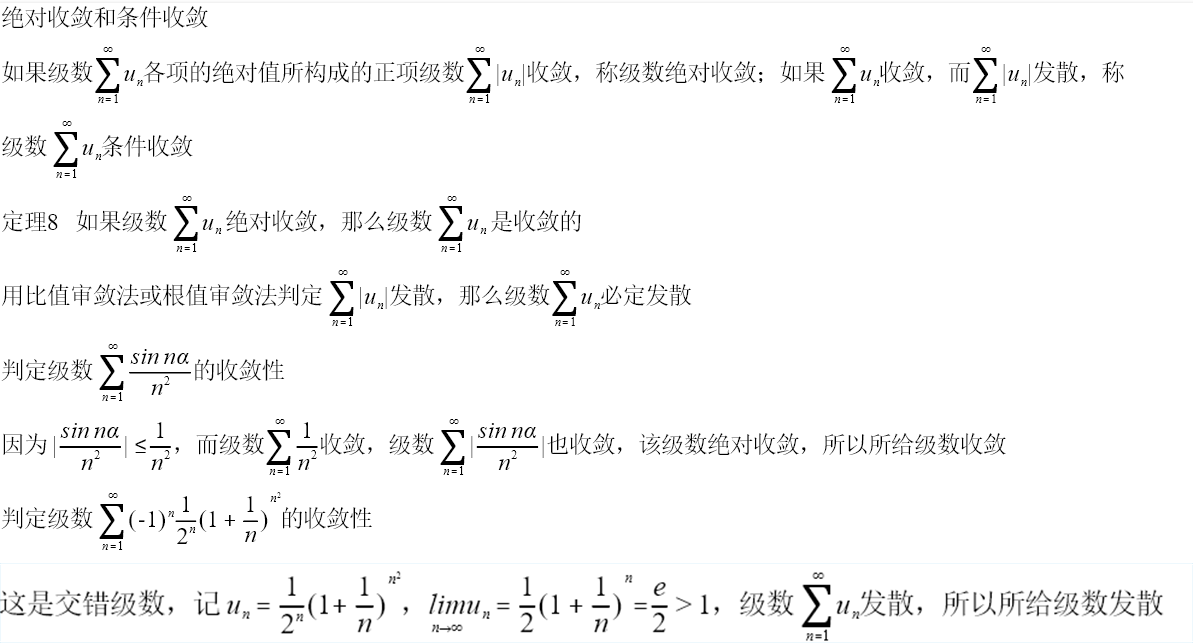 绝对收敛和条件收敛
如果级数$\sum_{n=1}^{\infty} u_n$各项的绝对值所构成的正项级数$\sum_{n=1}^{\infty} |u_n|$收敛，称级数绝对收敛；如果$\sum_{n=1}^{\infty} u_n$收敛，而$\sum_{n=1}^{\infty} |u_n|$发散，称
级数$\sum_{n=1}^{\infty} u_n$条件收敛
定理8 如果级数$\sum_{n=1}^{\infty} u_n$绝对收敛，那么级数$\sum_{n=1}^{\infty} u_n$是收敛的
用比值审敛法或根值审敛法判定$\sum_{n=1}^{\infty} |u_n|$发散，那么级数$\sum_{n=1}^{\infty} u_n$必定发散
判定级数$\sum_{n=1}^{\infty} \frac{sin\, n\alpha}{n^2}$的收敛性
因为$|\frac{sin\, n\alpha}{n^2}| \leq \frac{1}{n^2}$，而级数$\sum_{n=1}^{\infty} \frac{1}{n^2}$收敛，级数$\sum_{n=1}^{\infty} |\frac{sin\, n\alpha}{n^2}|$也收敛，该级数绝对收敛，所以所给级数收敛
判定级数$\sum_{n=1}^{\infty} (-1)^n \frac{1}{2^n} (1 + \frac{1}{n})^{n^2}$的收敛性
这是交错级数，记$u_n = \frac{1}{2^n} (1 + \frac{1}{n})^{n^2}$，$\lim_{n \to \infty} u_n = \frac{1}{2} (1 + \frac{1}{n})^n = \frac{e}{2} > 1$，级数$\sum_{n=1}^{\infty} u_n$发散，所以所给级数发散